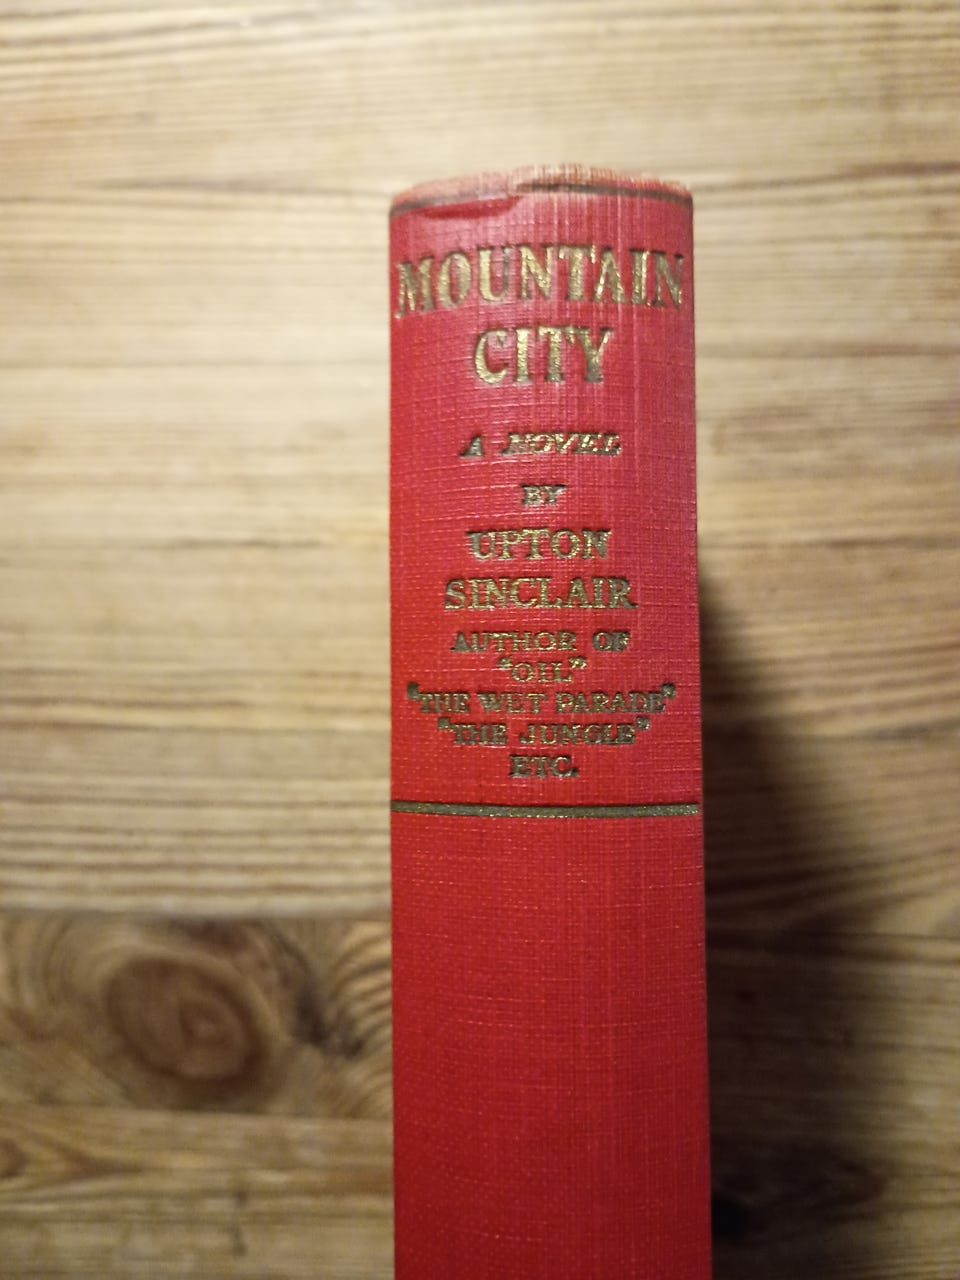 MOUNTAIN
CITY
A NOVEL
BY
UPTON
SINCLAIR
AUTHOR OF
"OIL"
"THE WET PARADE"
"THE JUNGLE"
ETC.